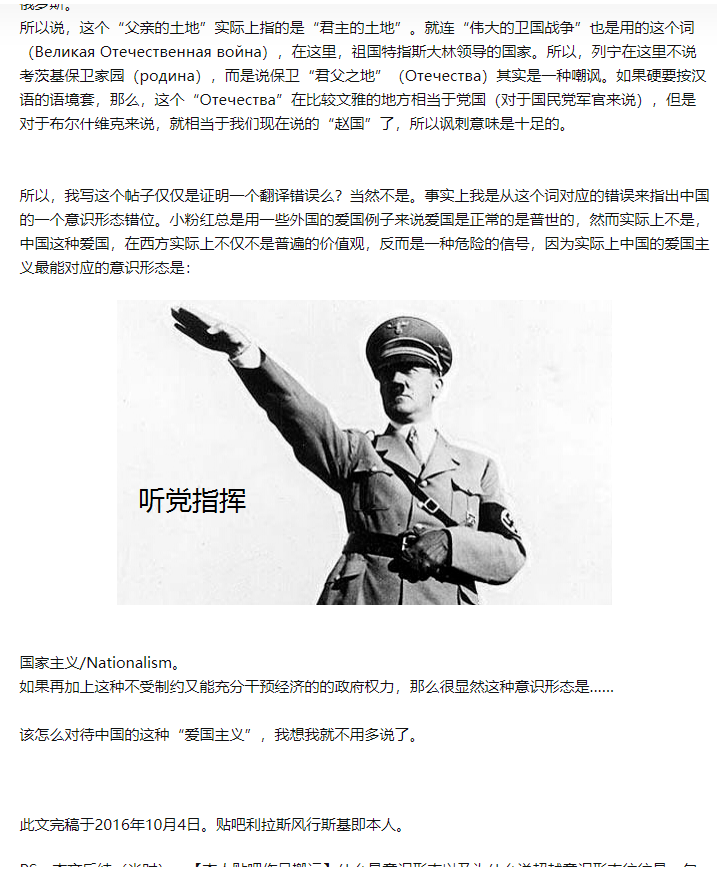 俄罗斯。
所以说，这个“父亲的土地”实际上指的是“君主的土地”。就连“伟大的卫国战争”也是用的这个词
（Великая Отечественная война），在这里，祖国特指斯大林领导的国家。所以，列宁在这里不说
考茨基保卫家园（родина），而是说保卫“君父之地”（Отечества）其实是一种嘲讽。如果硬要按汉
语的语境套，那么，这个“Отечества”在比较文雅的地方相当于党国（对于国民党军官来说），但是
对于布尔什维克来说，就相当于我们现在说的“赵国”了，所以讽刺意味是十足的。
所以，我写这个帖子仅仅是证明一个翻译错误么？当然不是。事实上我是从这个词对应的错误来指出中国
的一个意识形态错位。小粉红总是用一些外国的爱国例子来说爱国是正常的是普世的，然而实际上不是，
中国这种爱国，在西方实际上不仅不是普遍的价值观，反而是一种危险的信号，因为实际上中国的爱国主
义最能对应的意识形态是：
听党指挥
国家主义/Nationalism。
如果再加上这种不受制约又能充分干预经济的的政府权力，那么很显然这种意识形态是……
该怎么对待中国的这种“爱国主义”，我想我就不用多说了。
此文完稿于2016年10月4日。贴吧利拉斯风行斯基即本人。